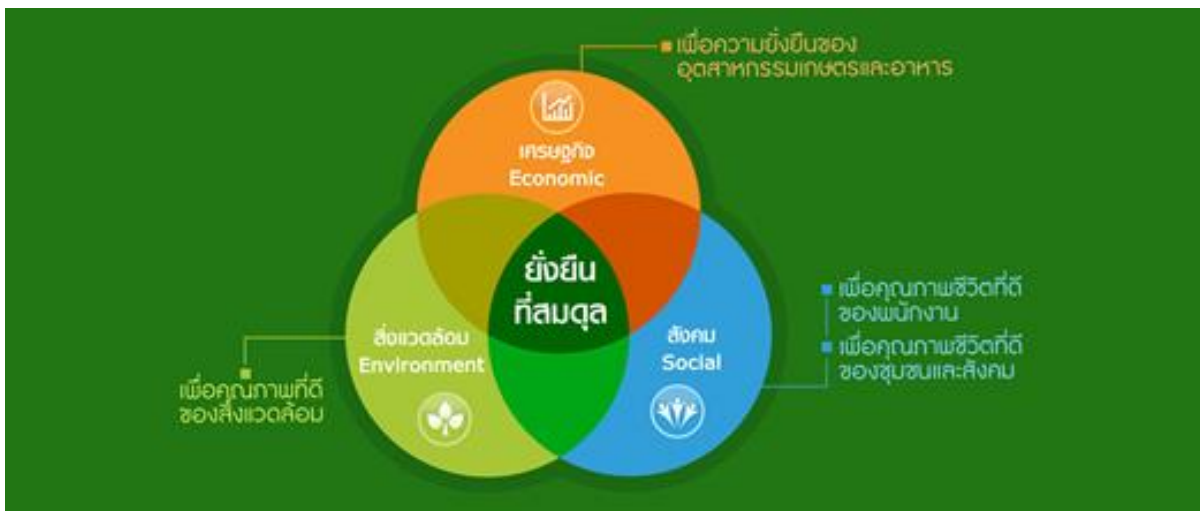 เพื่อความยั่งยืนของ
อุตสาหกรรมเกษตรและอาหาร
เศรษฐกิจ
Economic
ยั่งยืน
ที่สมดุล
สิ่งแวดล้อม
Environment
สังคม
Social
เพื่อคุณภาพชีวิตที่ดี
ของพนักงาน
เพื่อคุณภาพชีวิตที่ดี
ของชุมชนและสังคม
เพื่อคุณภาพที่ดี
ของสิ่งแวดล้อม